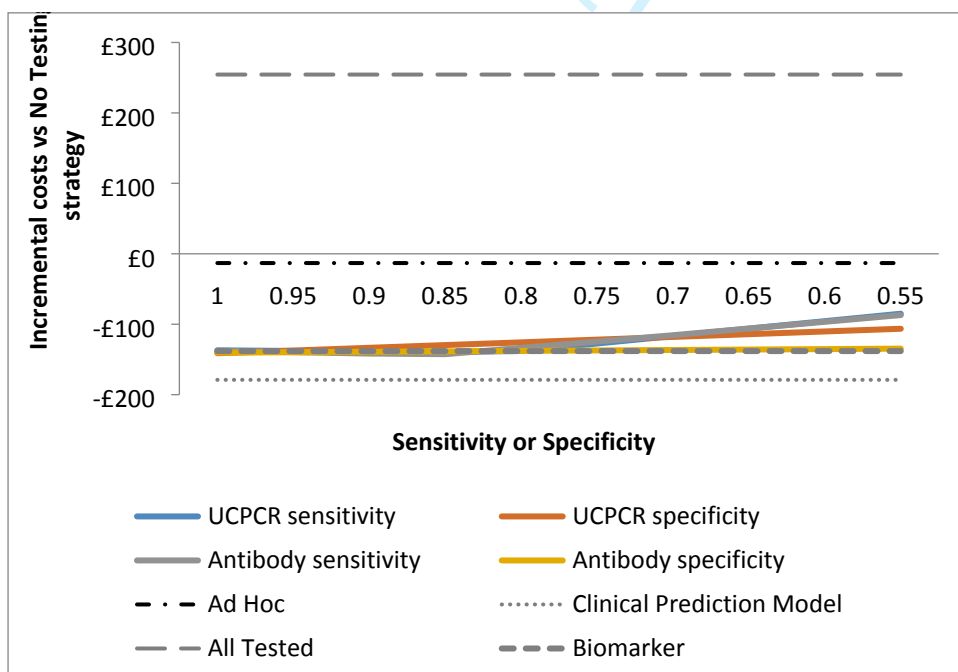 Incremental costs vs No Testing
strategy
£300
£200
£100
£0
-£100
-£200
1 0.95 0.9 0.85 0.8 0.75 0.7 0.65 0.6 0.55
Sensitivity or Specificity
UCPCR sensitivity UCPCR specificity
Antibody sensitivity Antibody specificity
Ad Hoc Clinical Prediction Model
All Tested Biomarker